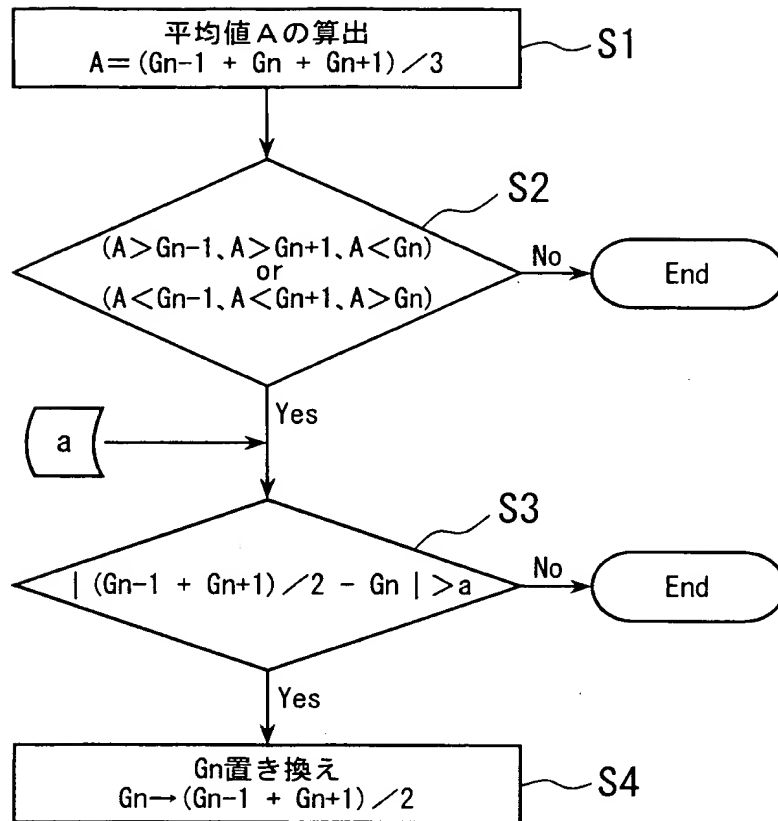 平均値Aの算出
A=(Gn-1 + Gn + Gn+1)/3
S1
S2
(A>Gn-1、A>Gn+1、A<Gn)
or
(A<Gn-1、A<Gn+1、A>Gn)
No
End
Yes
a
S3
| (Gn-1 + Gn+1)/2 - Gn | >a
No
End
Yes
Gn置き換え
Gn→(Gn-1 + Gn+1)/2
S4